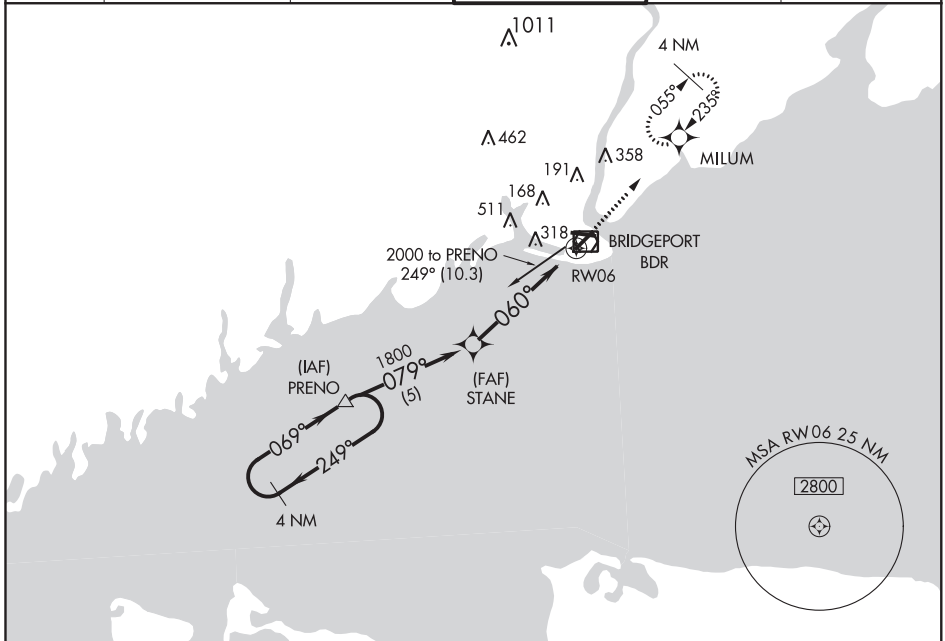 1011
4 NM
055°
235°
462
MILUM
358
191
168
511
318
BRIDGEPORT
BDR
2000 to PRENO
249° (10.3)
RW06
060°
1800
079°
(5)
(IAF)
PRENO
(FAF)
STANE
069°
249°
4 NM
MSA RW06 25 NM
2800